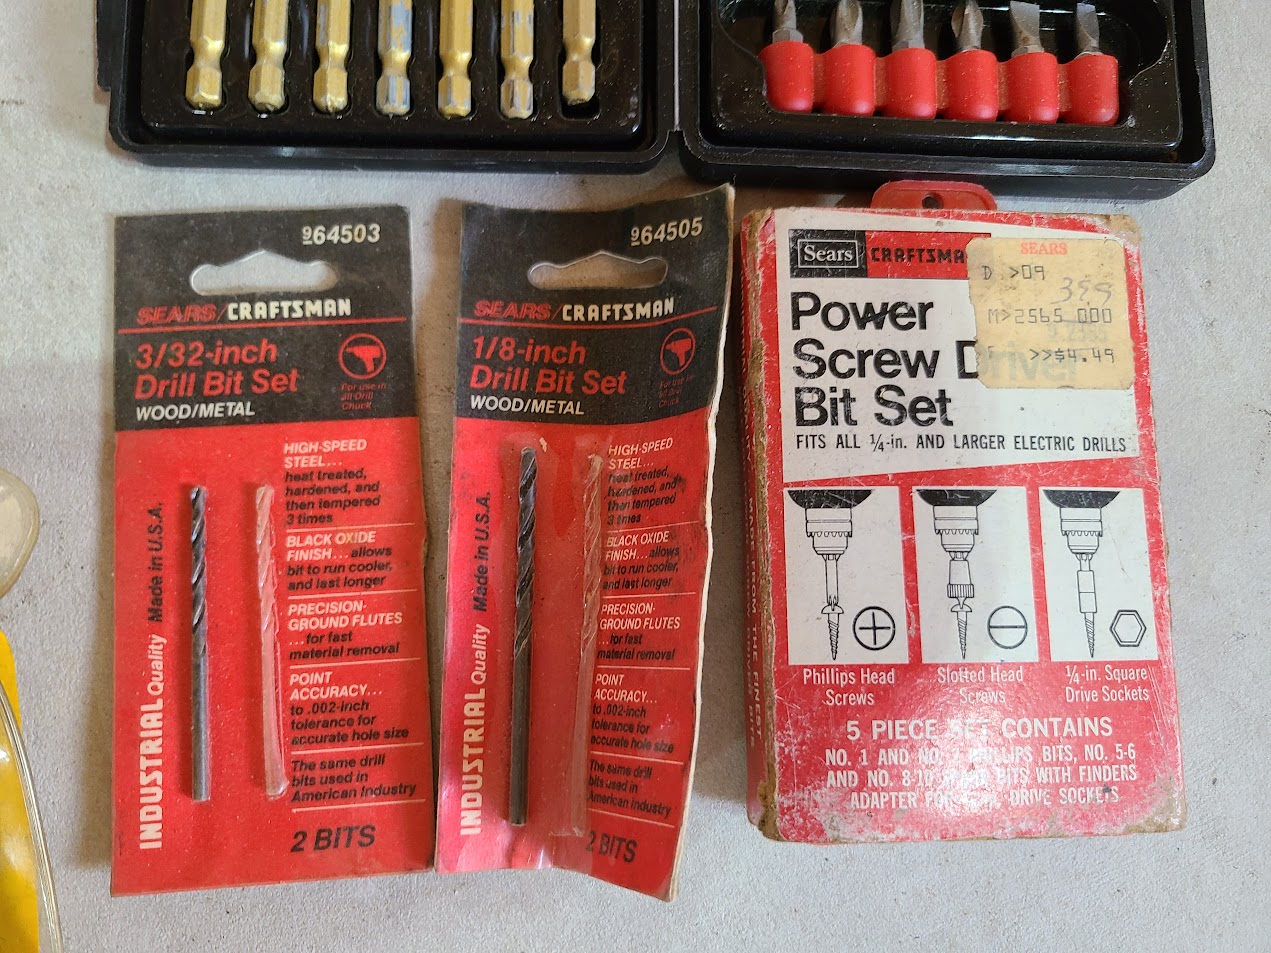 964503
SEARS/CRAFTSMAN
3/32-inch
Drill Bit Set
WOOD/METAL
For use in
all Drill
Chuck
HIGH-SPEED
STEEL...
heat treated,
hardened, and
then tempered
3 times
BLACK OXIDE
FINISH...allows
bit to run cooler,
and last longer
PRECISION-
GROUND FLUTES
...for fast
material removal
POINT
ACCURACY...
to .002-inch
tolerance for
accurate hole size
The same drill
bits used in
American Industry
2 BITS
INDUSTRIAL Quality Made in U.S.A.
964505
SEARS/CRAFTSMAN
1/8-inch
Drill Bit Set
WOOD/METAL
For use in
Chuck
HIGH-SPEED
STEEL...
heat treated,
hardened, and
then tempered
3 times
BLACK OXIDE
FINISH...allows
bit to run cooler,
and last longer
PRECISION-
GROUND FLUTES
...for fast
material removal
POINT
ACCURACY...
to .002-inch
tolerance for
accurate hole size
The same drill
bits used in
American Industry
2 BITS
INDUSTRIAL Quality Made in U.S.A.
Sears CRAFTSMA
SEARS
D >09
399
M>2565 000
>>$4.49
Power
Screw Driver
Bit Set
FITS ALL 1/4-in. AND LARGER ELECTRIC DRILLS
Phillips Head
Screws
Slotted Head
Screws
1/4-in. Square
Drive Sockets
5 PIECE SET CONTAINS
NO. 1 AND NO. 2 PHILLIPS BITS, NO. 5-6
AND NO. 8-10 BITS WITH FINDERS
ADAPTER FOR DRIVE SOCKETS